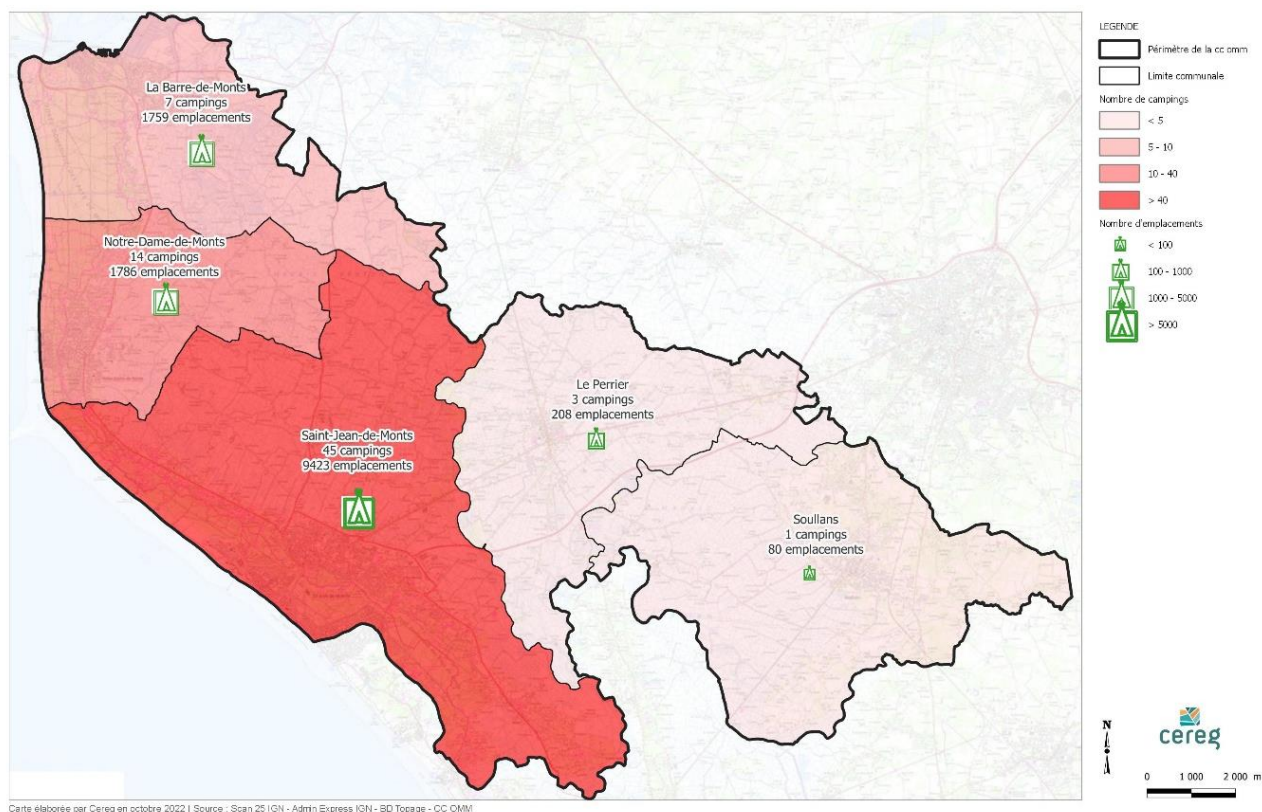 La Barre-de-Monts
7 campings
1759 emplacements
Notre-Dame-de-Monts
14 campings
1786 emplacements
Saint-Jean-de-Monts
45 campings
9423 emplacements
Le Perrier
3 campings
208 emplacements
Soullans
1 campings
80 emplacements
LEGENDE
Périmètre de la cc omm
Limite communale
Nombre de campings
< 5
5 - 10
10 - 40
> 40
Nombre d'emplacements
< 100
100 - 1000
1000 - 5000
> 5000
N
cereg
0 1 000 2 000 m
Carte élaborée par Cereg en octobre 2022 | Source : Scan 25 IGN - Admin Express IGN - BD Topage - CC OMM